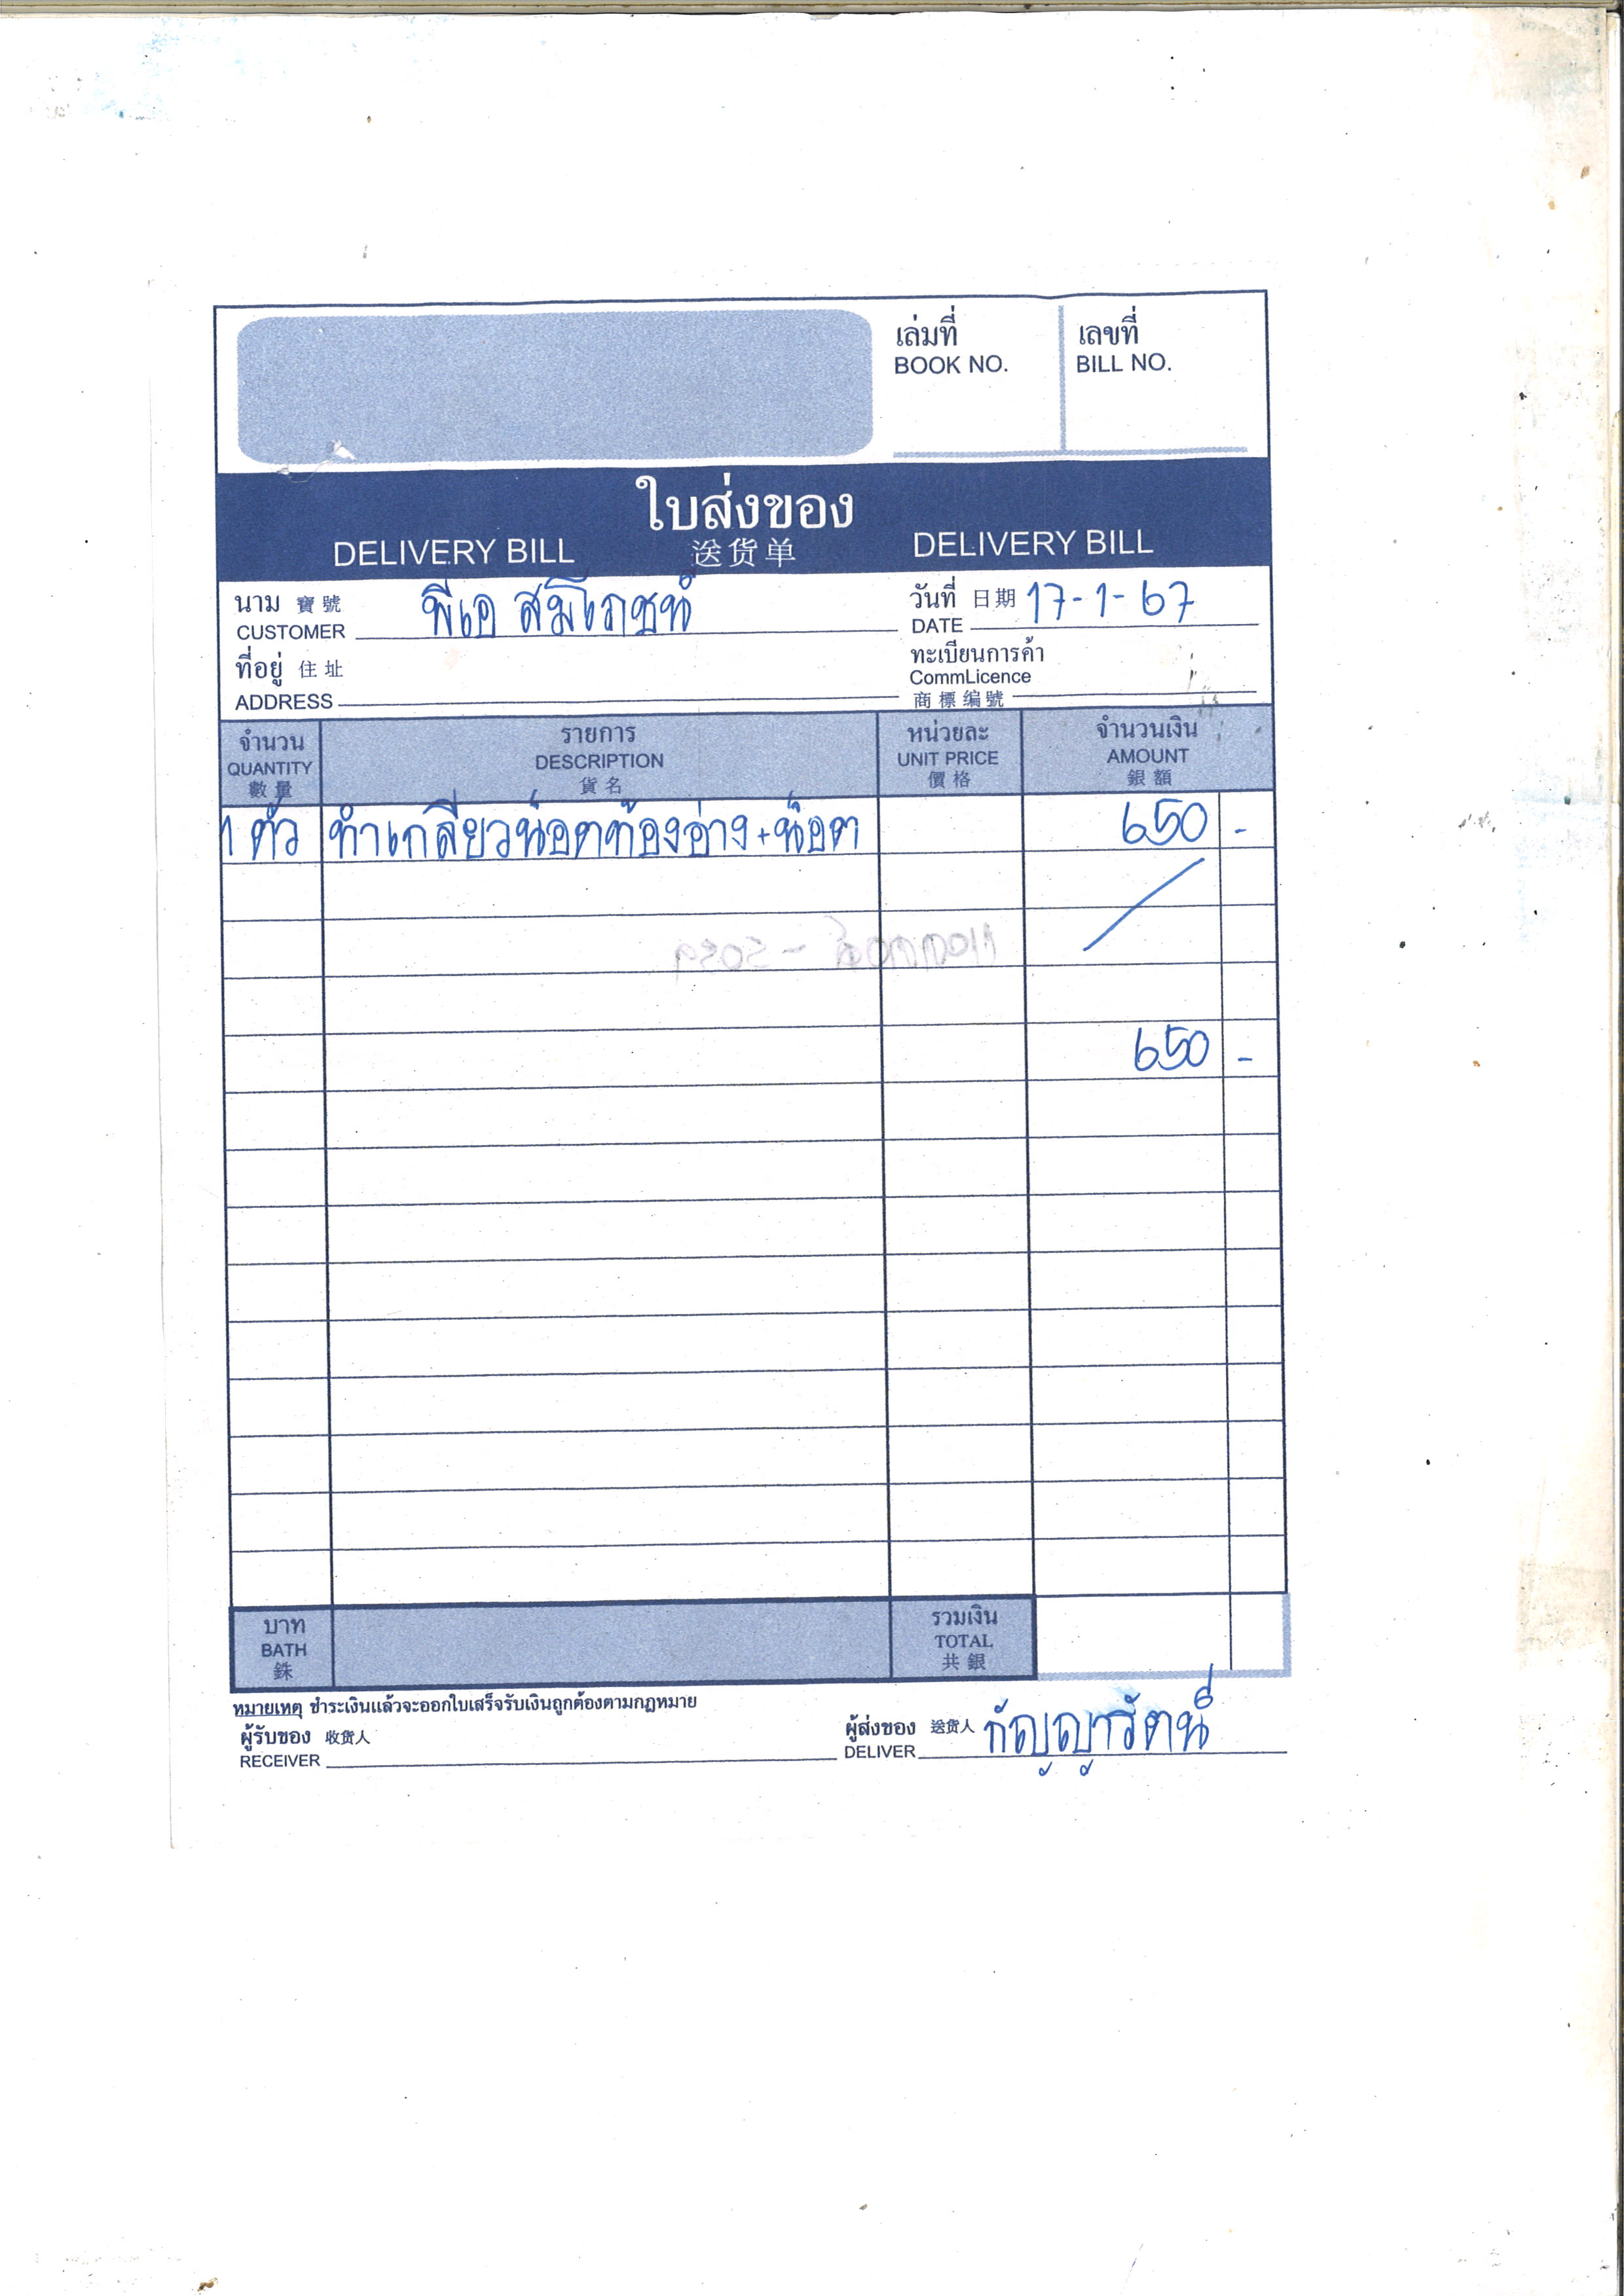 เล่มที่
BOOK NO.
เลขที่
BILL NO.
ใบส่งของ
DELIVERY BILL 送货单 DELIVERY BILL
นาม 寶號
CUSTOMER พีเอ สมโภชน์
วันที่ 日期 17-1-67
DATE
ที่อยู่ 住址
ADDRESS
ทะเบียนการค้า
CommLicence
商標编號
จำนวน รายการ หน่วยละ จำนวนเงิน
QUANTITY DESCRIPTION UNIT PRICE AMOUNT
數量 貨名 價格 銀額
1 ตัว ทำเกลียวน๊อตท้องอ่าง+น๊อต 650 -
650 -
บาท รวมเงิน
BATH TOTAL
銖 共銀
หมายเหตุ ชำระเงินแล้วจะออกใบเสร็จรับเงินถูกต้องตามกฎหมาย
ผู้รับของ 收货人
RECEIVER
ผู้ส่งของ 送货人 กัญญารัตน์
DELIVER